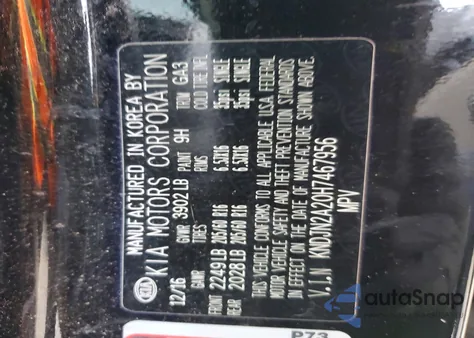 MANUFACTURED IN KOREA BY
KIA KIA MOTORS CORPORATION
12/16 GVWR 3902LB PAINT 9H TRIM GA3
GAWR TIRES RIMS COLD TIRE INFL.
FRONT 2249LB 205/60 R16 6.5JX16 35psi SINGLE
REAR 2028LB 205/60 R16 6.5JX16 35psi SINGLE
THIS VEHICLE CONFORMS TO ALL APPLICABLE U.S.A FEDERAL
MOTOR VEHICLE SAFETY AND THEFT PREVENTION STANDARDS
IN EFFECT ON THE DATE OF MANUFACTURE SHOWN ABOVE.
V.I.N KNDJN2A20H7467956
MPV
P73
autoSnap